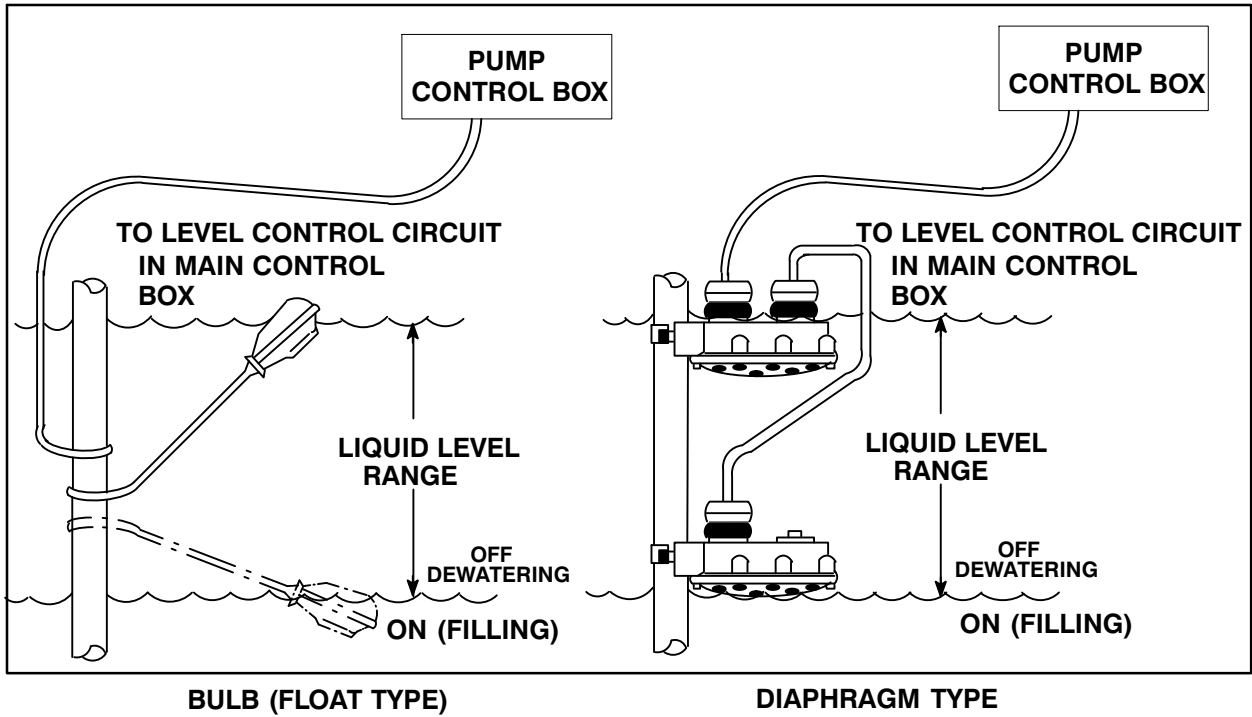 PUMP
CONTROL BOX
TO LEVEL CONTROL CIRCUIT
IN MAIN CONTROL
BOX
LIQUID LEVEL
RANGE
OFF
DEWATERING
ON (FILLING)
BULB (FLOAT TYPE)
PUMP
CONTROL BOX
TO LEVEL CONTROL CIRCUIT
IN MAIN CONTROL
BOX
LIQUID LEVEL
RANGE
OFF
DEWATERING
ON (FILLING)
DIAPHRAGM TYPE